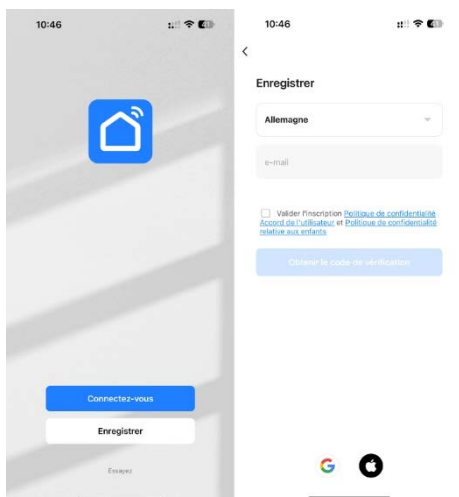 10:46
Connectez-vous
Enregistrer
Essayez
10:46
Enregistrer
Allemagne
e-mail
Valider l'inscription Politique de confidentialité
Accord de l'utilisateur et Politique de confidentialité
relative aux enfants
Obtenir le code de vérification